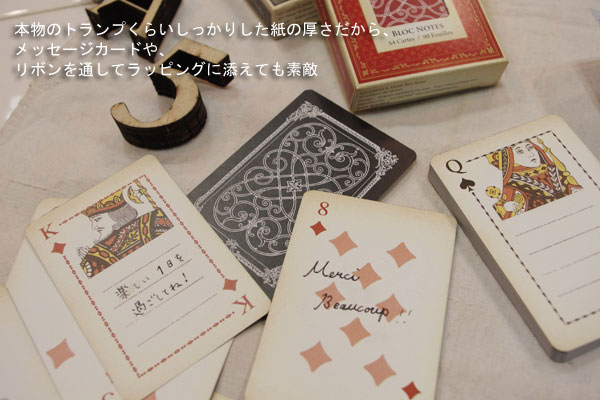 本物のトランプくらいしっかりした紙の厚さだから、
メッセージカードや、
リボンを通してラッピングに添えても素敵
BLOC NOTES
54 Cartes / 90 Feuilles
K
楽しい1日を
過ごしてね!
K
8
Merci
Beaucoup!!
8
Q